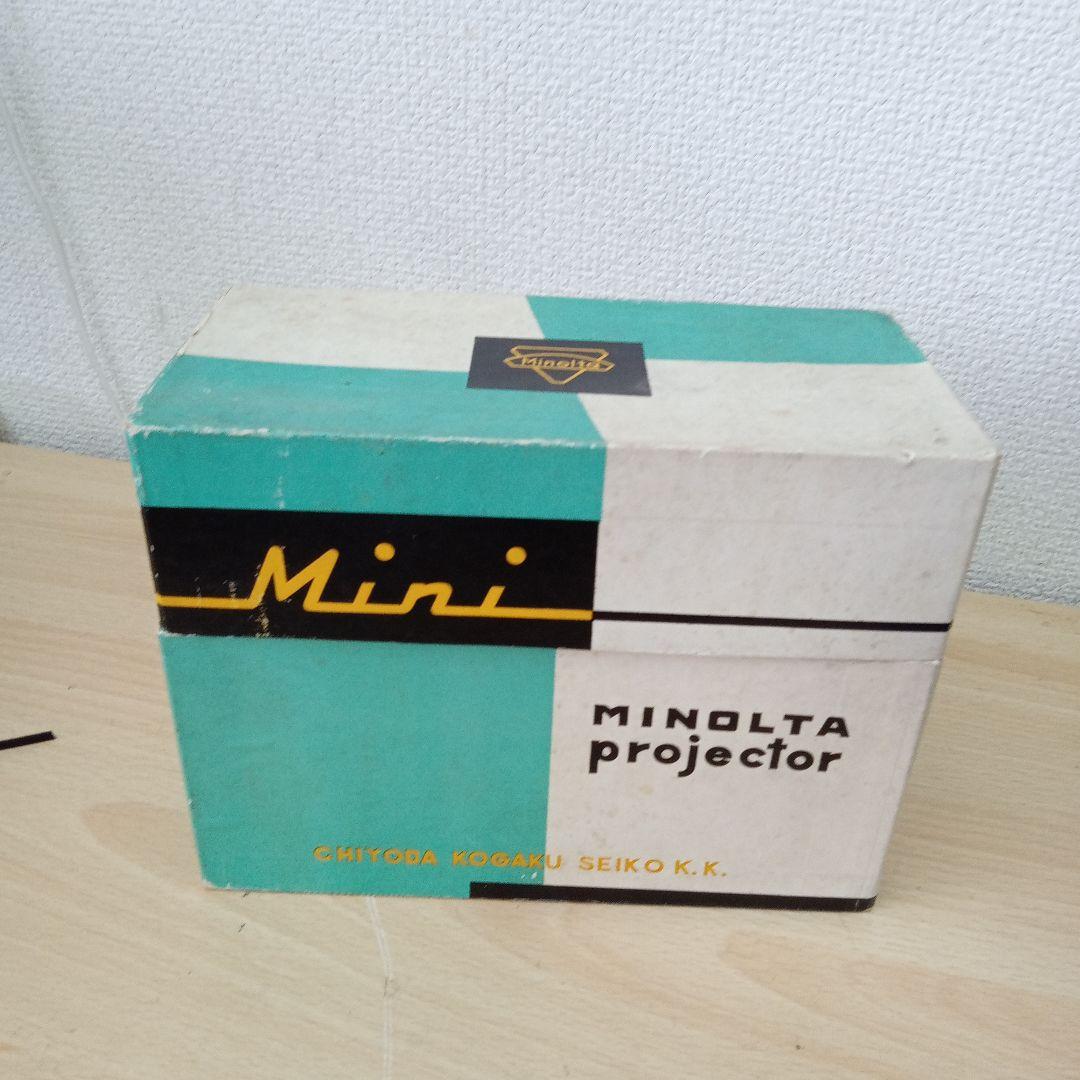 Minolta
Mini
MINOLTA
projector
CHIYODA KOGAKU SEIKO K.K.